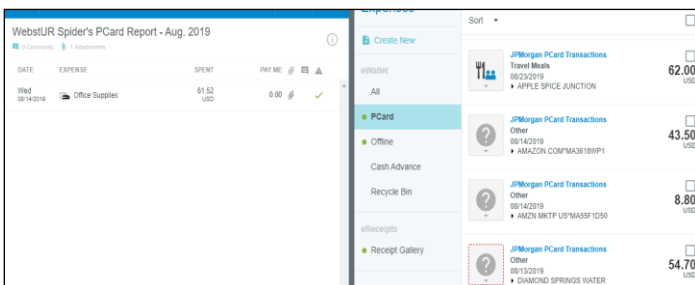 WebstUR Spider's PCard Report - Aug. 2019
0 Comments 1 Attachments
DATE EXPENSE SPENT PAY ME
Wed
08/14/2019
Office Supplies
61.52
USD
0.00
Expenses
Create New
eWallet
All
PCard
Offline
Cash Advance
Recycle Bin
eReceipts
Receipt Gallery
Sort
JPMorgan PCard Transactions
Travel Meals
08/23/2019
APPLE SPICE JUNCTION
62.00
USD
JPMorgan PCard Transactions
Other
08/14/2019
AMAZON.COM*MA3618WP1
43.50
USD
JPMorgan PCard Transactions
Other
08/14/2019
AMZN MKTP US*MA55F1D50
8.80
USD
JPMorgan PCard Transactions
Other
08/13/2019
DIAMOND SPRINGS WATER
54.70
USD